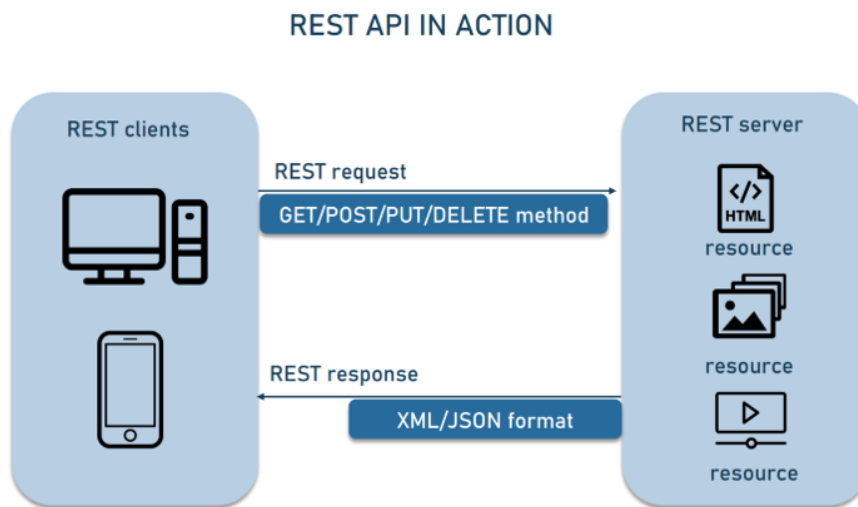 REST API IN ACTION
REST clients
REST server
REST request
GET/POST/PUT/DELETE method
</>
HTML
resource
resource
REST response
XML/JSON format
resource